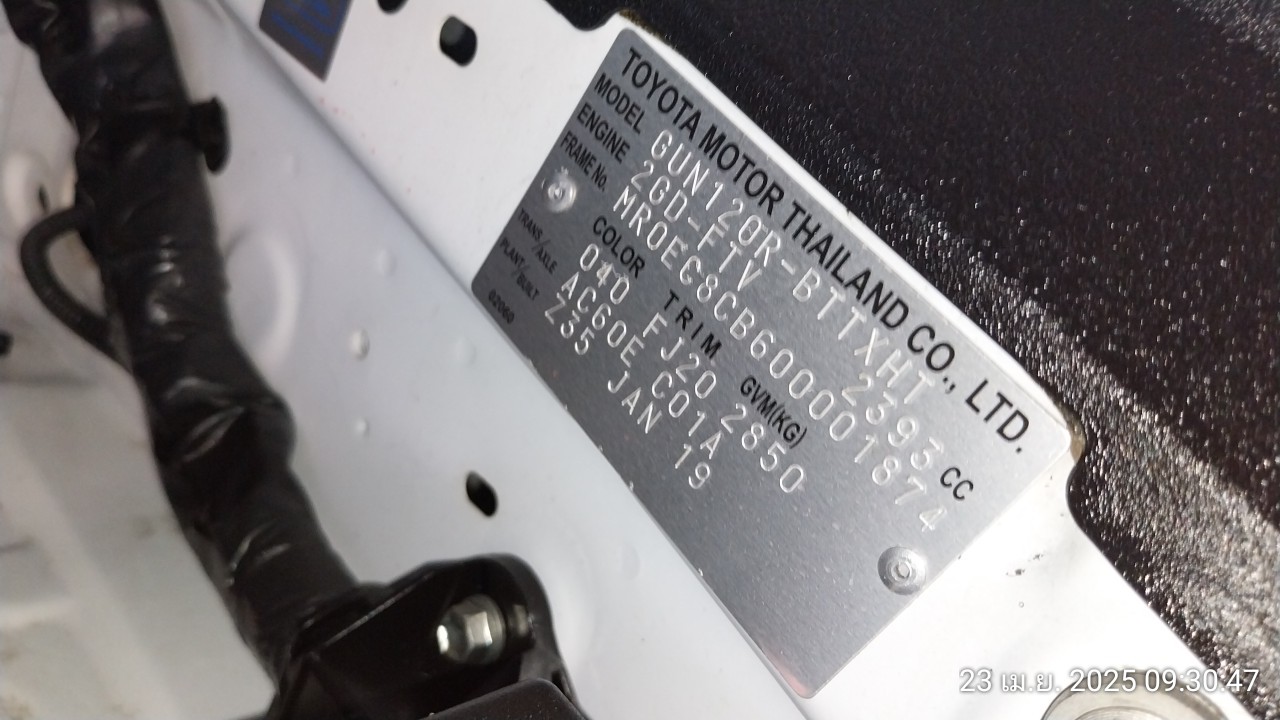 TOYOTA MOTOR THAILAND CO., LTD.
MODEL GUN120R-BTTXHT
ENGINE 2GD-FTV 2393 CC
FRAME No. MR0EC8CB600001874
COLOR TRIM GVM(KG)
040 FJ20 2850
TRANS./AXLE AC60E C01A
PLANT/BUILT Z35 JAN 19
02060
23 เม.ย. 2025 09.30.47